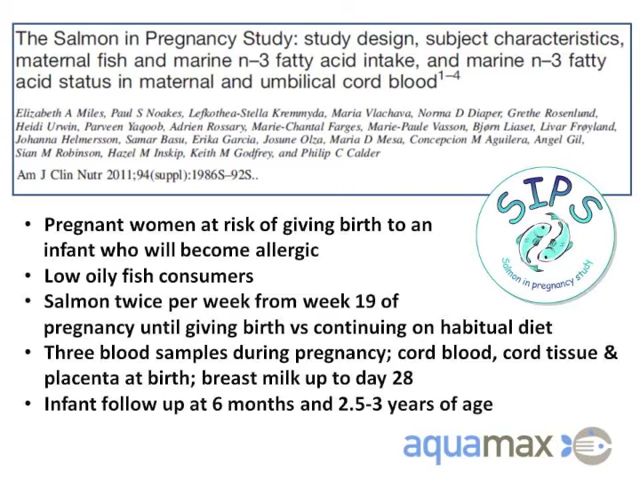 The Salmon in Pregnancy Study: study design, subject characteristics,
maternal fish and marine n–3 fatty acid intake, and marine n–3 fatty
acid status in maternal and umbilical cord blood1–4
Elizabeth A Miles, Paul S Noakes, Lefkothea-Stella Kremmyda, Maria Vlachava, Norma D Diaper, Grethe Rosenlund,
Heidi Urwin, Parveen Yaqoob, Adrien Rossary, Marie-Chantal Farges, Marie-Paule Vasson, Bjørn Liaset, Livar Frøyland,
Johanna Helmersson, Samar Basu, Erika Garcia, Josune Olza, Maria D Mesa, Concepcion M Aguilera, Angel Gil,
Sian M Robinson, Hazel M Inskip, Keith M Godfrey, and Philip C Calder
Am J Clin Nutr 2011;94(suppl):1986S–92S..
SIPS
Salmon in pregnancy study
• Pregnant women at risk of giving birth to an
infant who will become allergic
• Low oily fish consumers
• Salmon twice per week from week 19 of
pregnancy until giving birth vs continuing on habitual diet
• Three blood samples during pregnancy; cord blood, cord tissue &
placenta at birth; breast milk up to day 28
• Infant follow up at 6 months and 2.5-3 years of age
aquamax